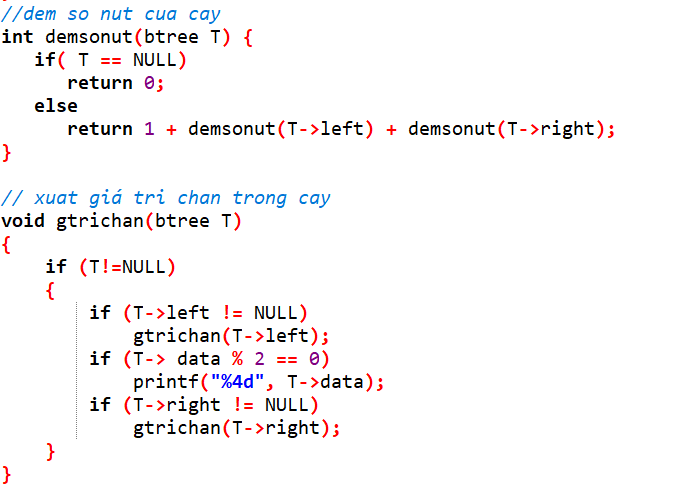 //dem so nut cua cay
int demsonut(btree T) {
if( T == NULL)
return 0;
else
return 1 + demsonut(T->left) + demsonut(T->right);
}
// xuat giá tri chan trong cay
void gtrichan(btree T)
{
if (T!=NULL)
{
if (T->left != NULL)
gtrichan(T->left);
if (T-> data % 2 == 0)
printf("%4d", T->data);
if (T->right != NULL)
gtrichan(T->right);
}
}